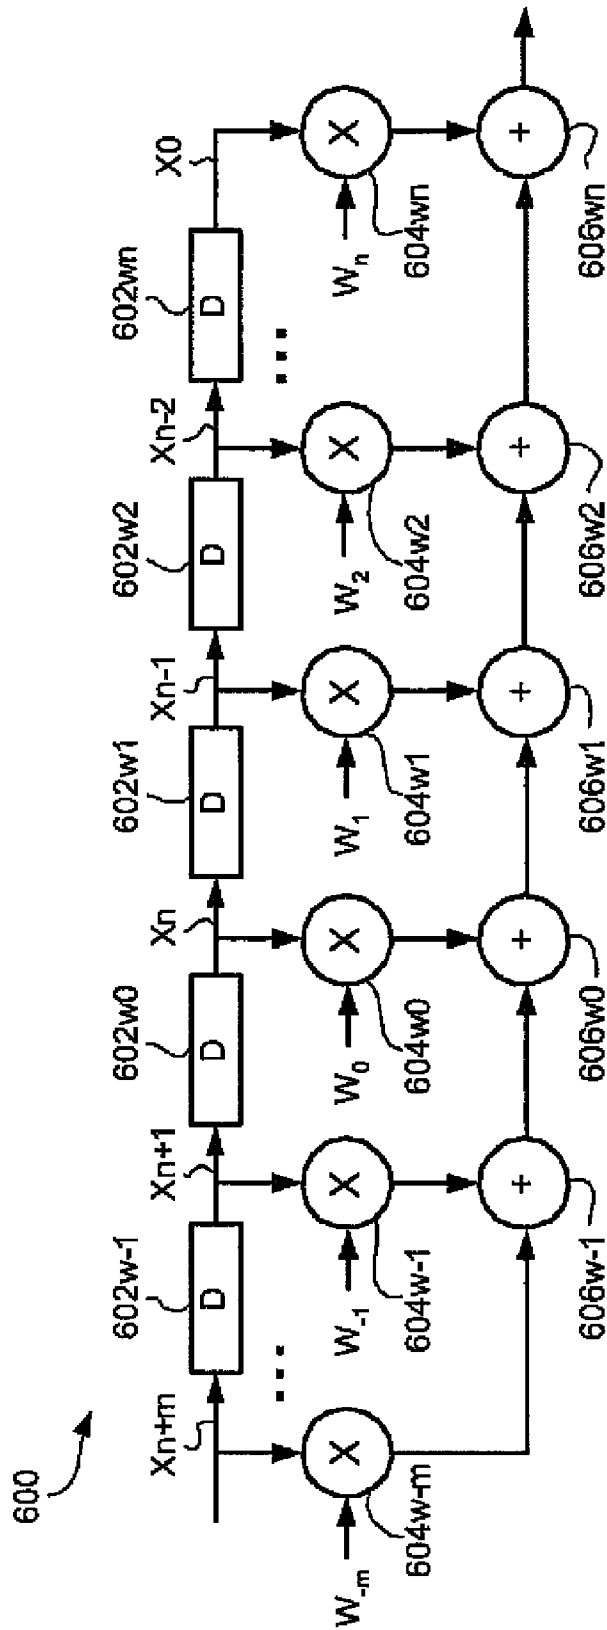 600
602w-1
602w0
602w1
602w2
602wn
Xn+m
Xn+1
Xn
Xn-1
Xn-2
X0
D
D
D
D
D
...
...
X
X
X
X
X
X
W-m
W-1
W0
W1
W2
Wn
604w-m
604w-1
604w0
604w1
604w2
604wn
+
+
+
+
+
606w-1
606w0
606w1
606w2
606wn